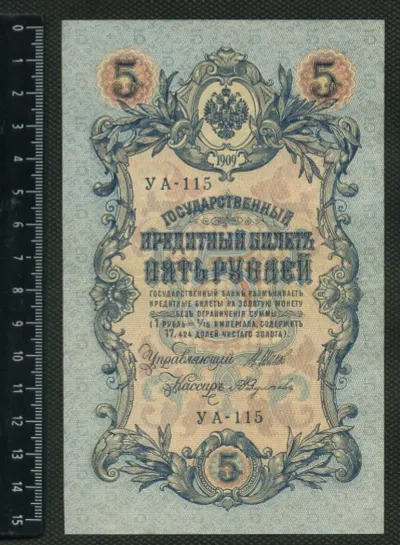 5 5
1909
УА-115
ГОСУДАРСТВЕННЫЙ
КРЕДИТНЫЙ БИЛЕТЪ
ПЯТЬ РУБЛЕЙ
ГОСУДАРСТВЕННЫЙ БАНКЪ РАЗМѢНИВАЕТЪ
КРЕДИТНЫЕ БИЛЕТЫ НА ЗОЛОТУЮ МОНЕТУ
БЕЗЪ ОГРАНИЧЕНІЯ СУММЫ
(1 РУБЛЬ = 1/15 ИМПЕРІАЛА, СОДЕРЖИТЪ
17,424 ДОЛЕЙ ЧИСТАГО ЗОЛОТА).
Управляющій
Кассиръ
УА-115
5
0 1 2 3 4 5 6 7 8 9 10 11 12 13 14 15